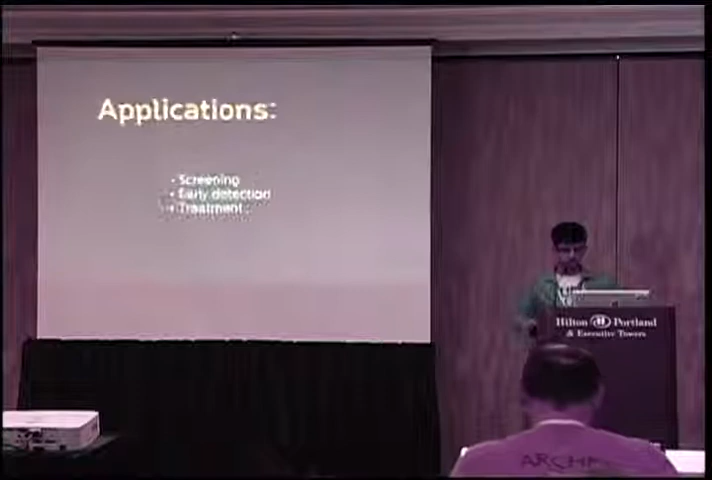 Applications:
• Screening
• Early detection
• Treatment
Hilton Portland
& Executive Towers